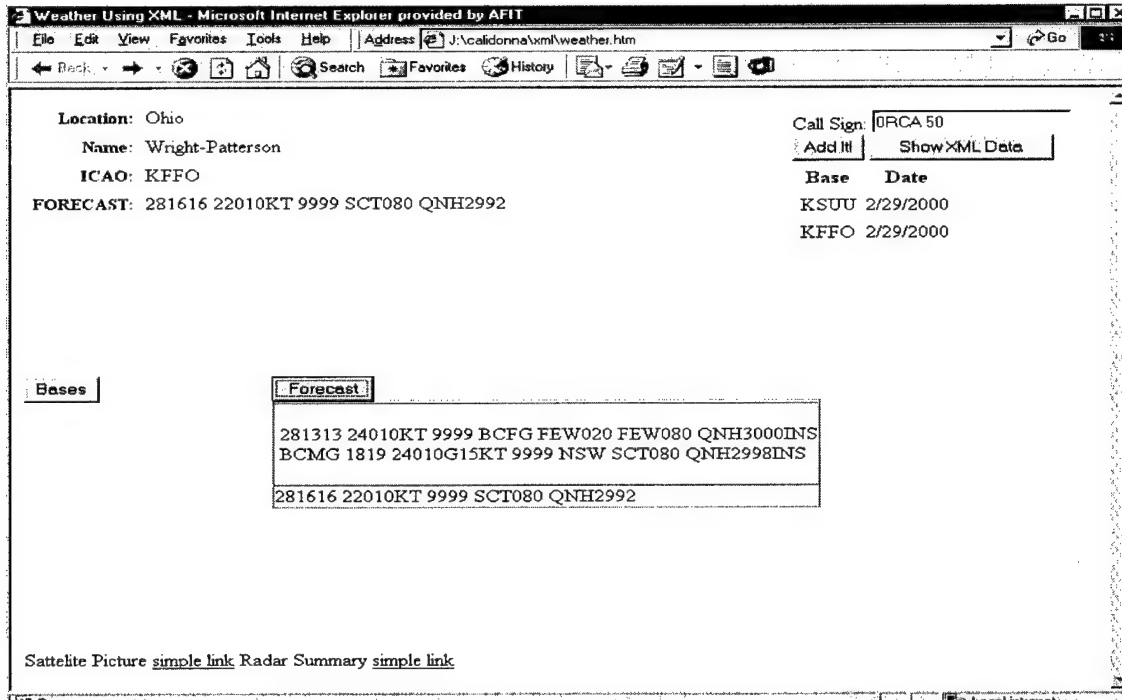 Weather Using XML - Microsoft Internet Explorer provided by AFIT
File Edit View Favorites Tools Help Address J:\calidonna\xml\weather.htm Go
Back Search Favorites History
Location: Ohio
Name: Wright-Patterson
ICAO: KFFO
FORECAST: 281616 22010KT 9999 SCT080 QNH2992
Call Sign: 0RCA 50
Add It! Show XML Data
Base Date
KSUU 2/29/2000
KFFO 2/29/2000
Bases Forecast
281313 24010KT 9999 BCFG FEW020 FEW080 QNH3000INS
BCMG 1819 24010G15KT 9999 NSW SCT080 QNH2998INS
281616 22010KT 9999 SCT080 QNH2992
Sattelite Picture simple link Radar Summary simple link